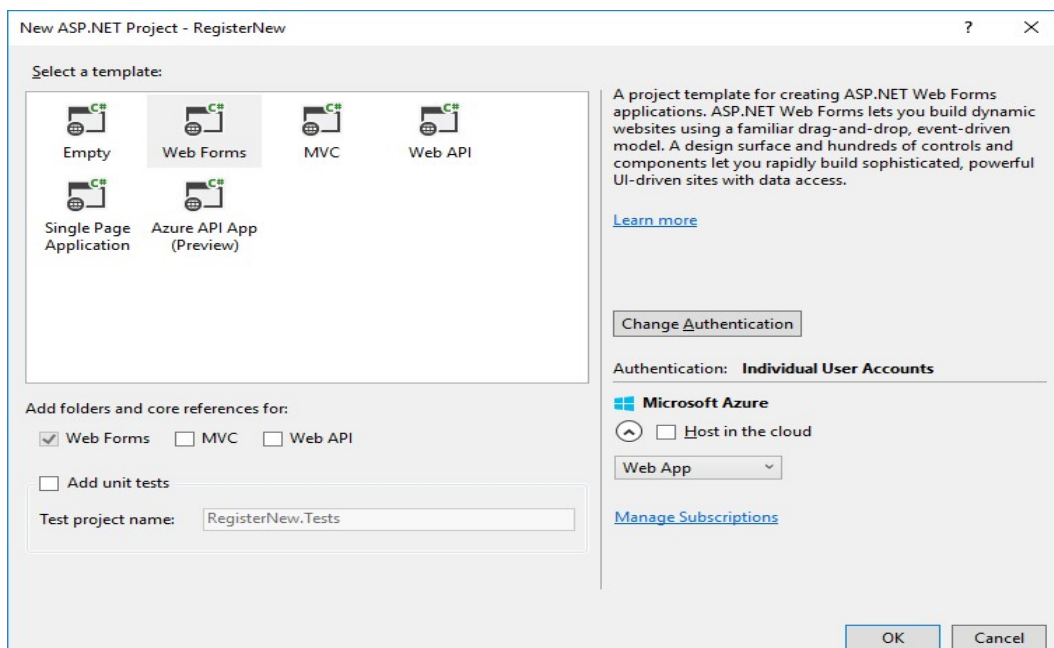 New ASP.NET Project - RegisterNew
? ×
Select a template:
C# C# C# C#
Empty Web Forms MVC Web API
C# C#
Single Page Application
Azure API App (Preview)
A project template for creating ASP.NET Web Forms
applications. ASP.NET Web Forms lets you build dynamic
websites using a familiar drag-and-drop, event-driven
model. A design surface and hundreds of controls and
components let you rapidly build sophisticated, powerful
UI-driven sites with data access.
Learn more
Change Authentication
Authentication: Individual User Accounts
Microsoft Azure
Host in the cloud
Web App
Manage Subscriptions
Add folders and core references for:
Web Forms MVC Web API
Add unit tests
Test project name: RegisterNew.Tests
OK Cancel